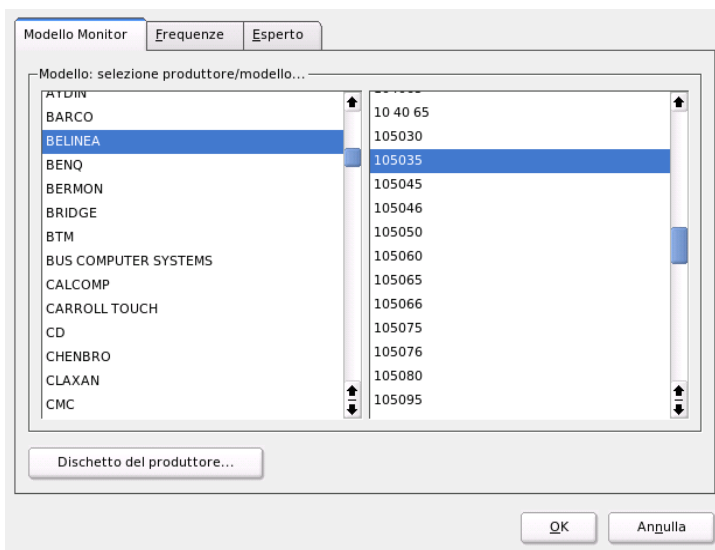 Modello Monitor
Frequenze
Esperto
Modello: selezione produttore/modello...
AYDIN
BARCO
BELINEA
BENQ
BERMON
BRIDGE
BTM
BUS COMPUTER SYSTEMS
CALCOMP
CARROLL TOUCH
CD
CHENBRO
CLAXAN
CMC
10 40 65
105030
105035
105045
105046
105050
105060
105065
105066
105075
105076
105080
105095
Dischetto del produttore...
OK
Annulla